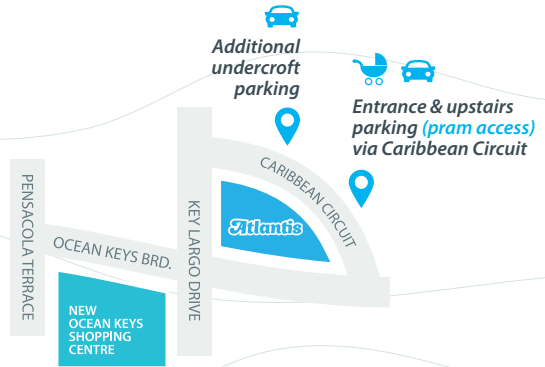 Additional
undercroft
parking
Entrance & upstairs
parking (pram access)
via Caribbean Circuit
CARIBBEAN CIRCUIT
PENSACOLA TERRACE
KEY LARGO DRIVE
Atlantis
OCEAN KEYS BRD.
NEW
OCEAN KEYS
SHOPPING
CENTRE